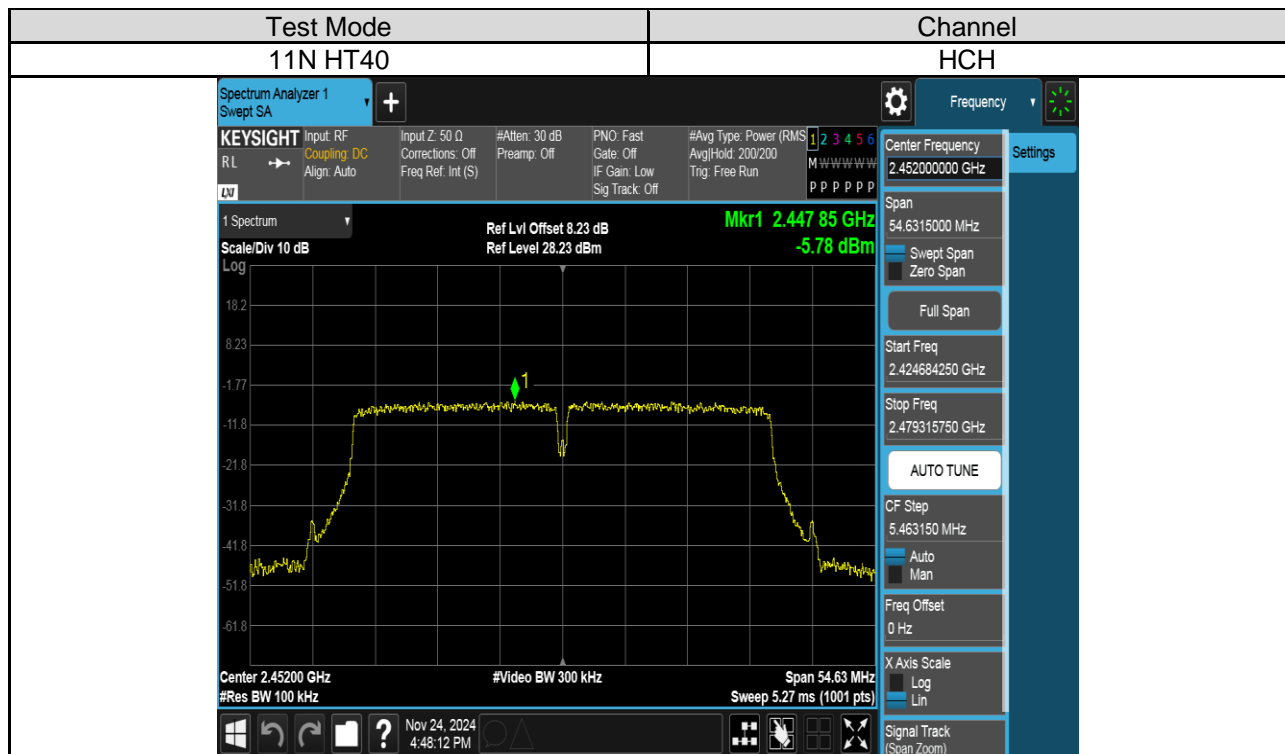 Test Mode Channel
11N HT40 HCH
Spectrum Analyzer 1
Swept SA
+
Frequency
KEYSIGHT
RL
LXI
Input: RF
Coupling: DC
Align: Auto
Input Z: 50 Ω
Corrections: Off
Freq Ref: Int (S)
#Atten: 30 dB
Preamp: Off
PNO: Fast
Gate: Off
IF Gain: Low
Sig Track: Off
#Avg Type: Power (RMS
Avg|Hold: 200/200
Trig: Free Run
1 2 3 4 5 6
M W W W W W
P P P P P P
1 Spectrum
Scale/Div 10 dB
Ref Lvl Offset 8.23 dB
Ref Level 28.23 dBm
Mkr1 2.447 85 GHz
-5.78 dBm
Log
18.2
8.23
-1.77
-11.8
-21.8
-31.8
-41.8
-51.8
-61.8
1
Center 2.45200 GHz
#Res BW 100 kHz
#Video BW 300 kHz
Span 54.63 MHz
Sweep 5.27 ms (1001 pts)
Center Frequency
2.452000000 GHz
Settings
Span
54.6315000 MHz
Swept Span
Zero Span
Full Span
Start Freq
2.424684250 GHz
Stop Freq
2.479315750 GHz
AUTO TUNE
CF Step
5.463150 MHz
Auto
Man
Freq Offset
0 Hz
X Axis Scale
Log
Lin
Signal Track
(Span Zoom)
?
Nov 24, 2024
4:48:12 PM